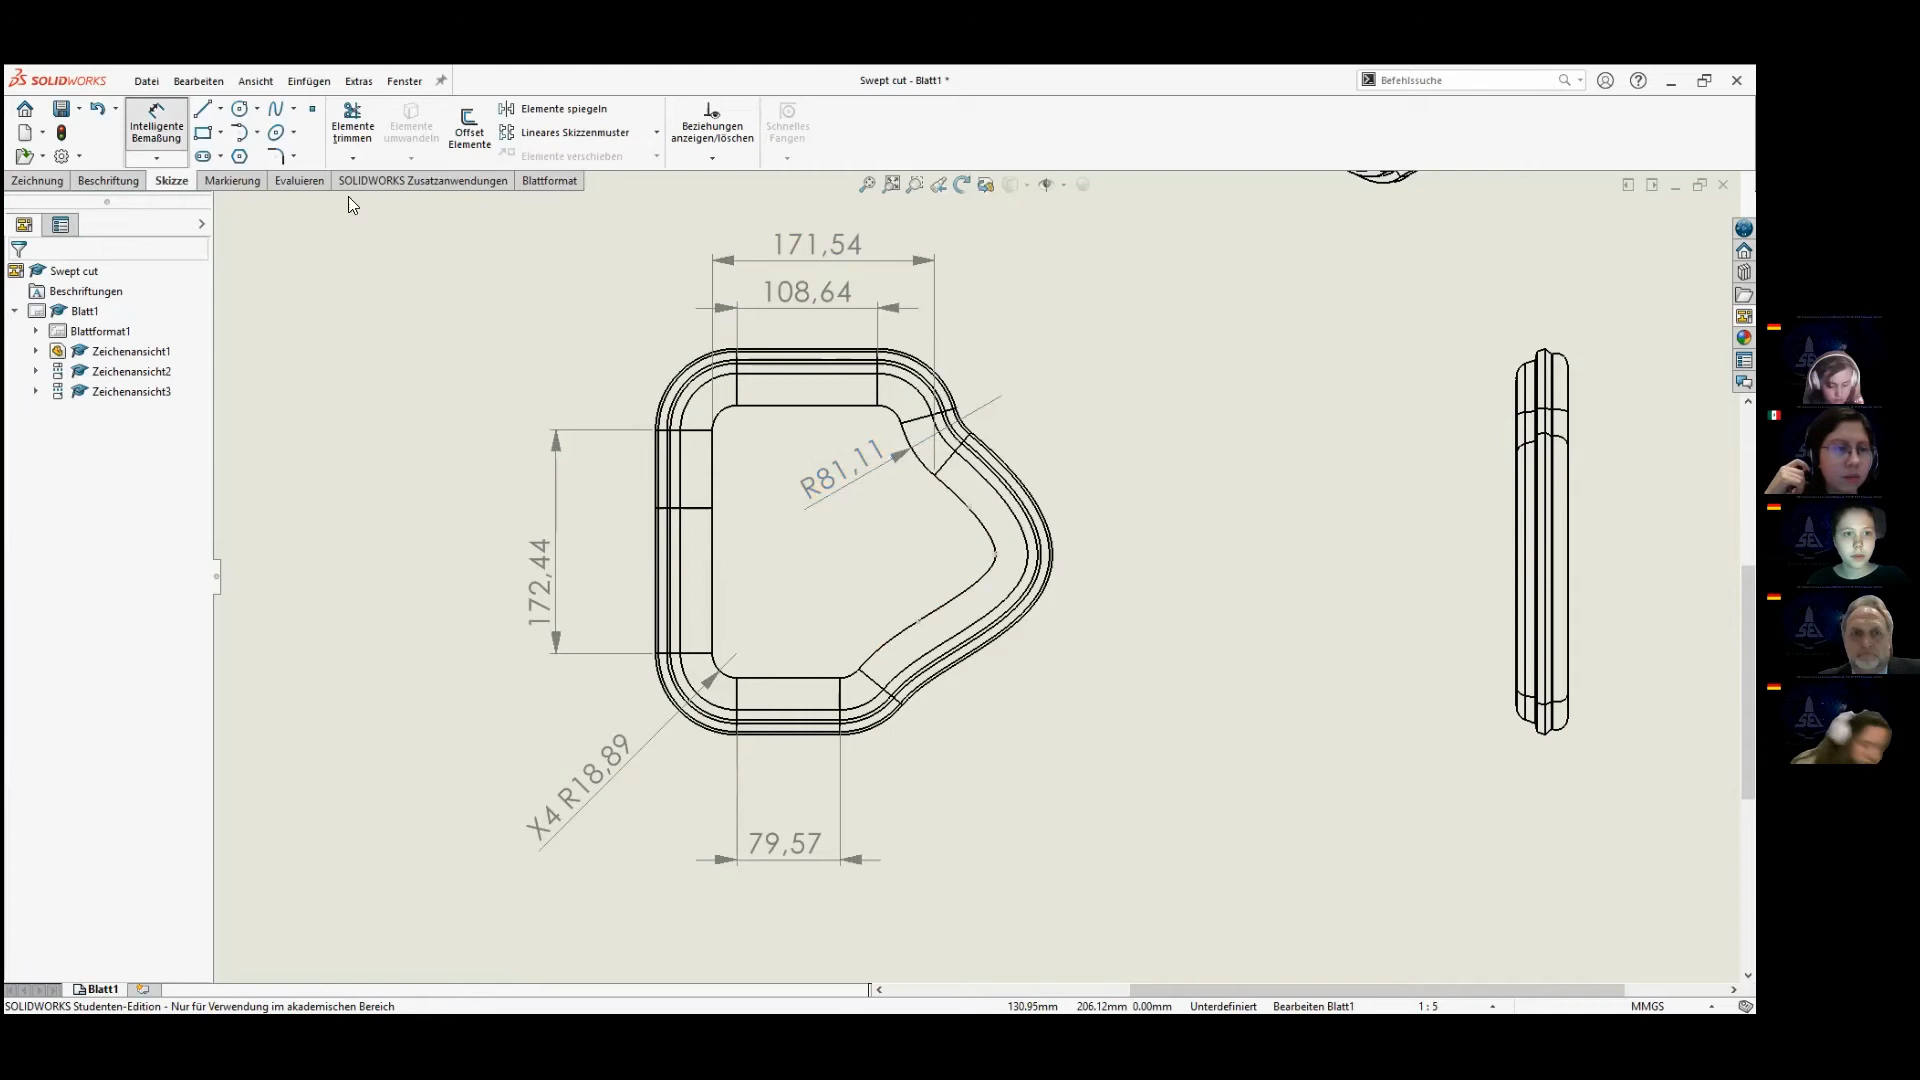 SOLIDWORKS
Datei Bearbeiten Ansicht Einfügen Extras Fenster
Swept cut - Blatt1 *
Befehlssuche
Intelligente Bemaßung
Elemente trimmen
Elemente umwandeln
Offset Elemente
Elemente spiegeln
Lineares Skizzenmuster
Elemente verschieben
Beziehungen anzeigen/löschen
Schnelles Fangen
Zeichnung Beschriftung Skizze Markierung Evaluieren SOLIDWORKS Zusatzanwendungen Blattformat
Swept cut
Beschriftungen
Blatt1
Blattformat1
Zeichenansicht1
Zeichenansicht2
Zeichenansicht3
171,54
108,64
R81,11
172,44
X4 R18,89
79,57
Blatt1
SOLIDWORKS Studenten-Edition - Nur für Verwendung im akademischen Bereich
130.95mm 206.12mm 0.00mm Unterdefiniert Bearbeiten Blatt1 1 : 5 MMGS